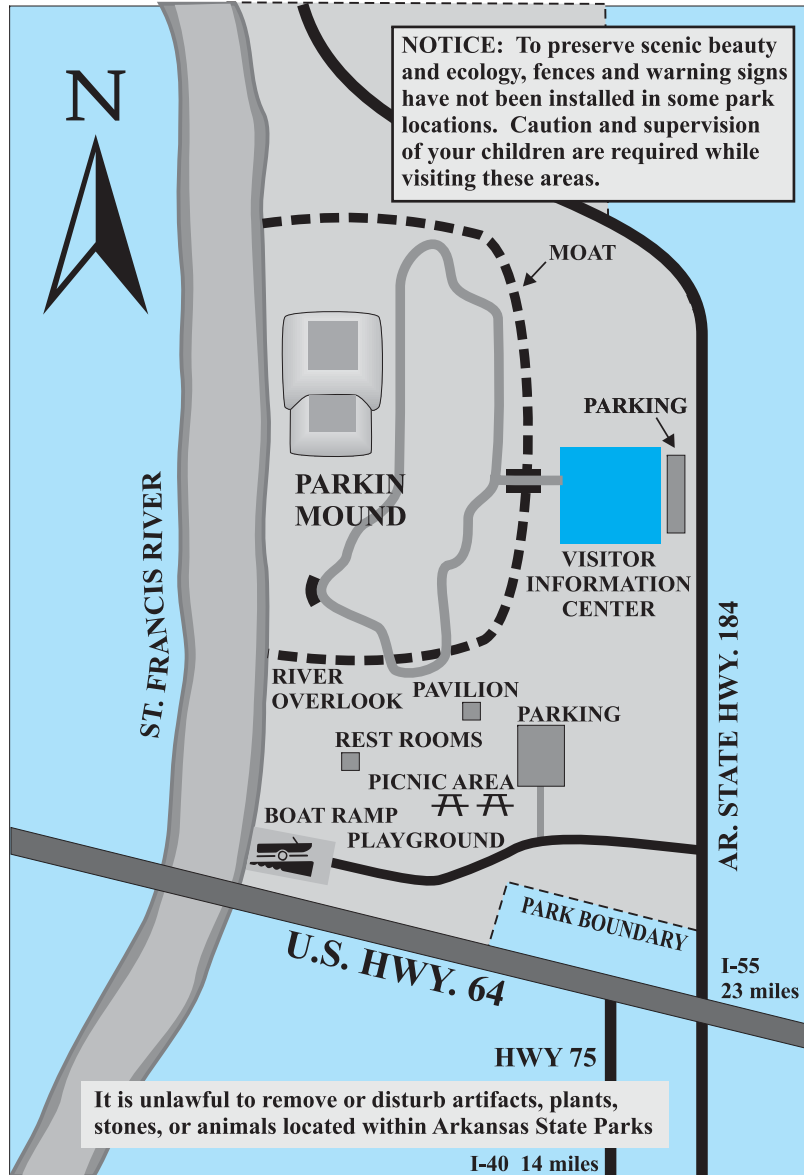 NOTICE:  To preserve scenic beauty
and ecology, fences and warning signs
have not been installed in some park
locations.  Caution and supervision
of your children are required while
visiting these areas.
N
MOAT
PARKING
PARKIN
MOUND
VISITOR
INFORMATION
CENTER
ST. FRANCIS RIVER
AR. STATE HWY. 184
RIVER
OVERLOOK
PAVILION
PARKING
REST ROOMS
PICNIC AREA
BOAT RAMP
PLAYGROUND
PARK BOUNDARY
U.S. HWY. 64
I-55
23 miles
HWY 75
It is unlawful to remove or disturb artifacts, plants,
stones, or animals located within Arkansas State Parks
I-40  14 miles